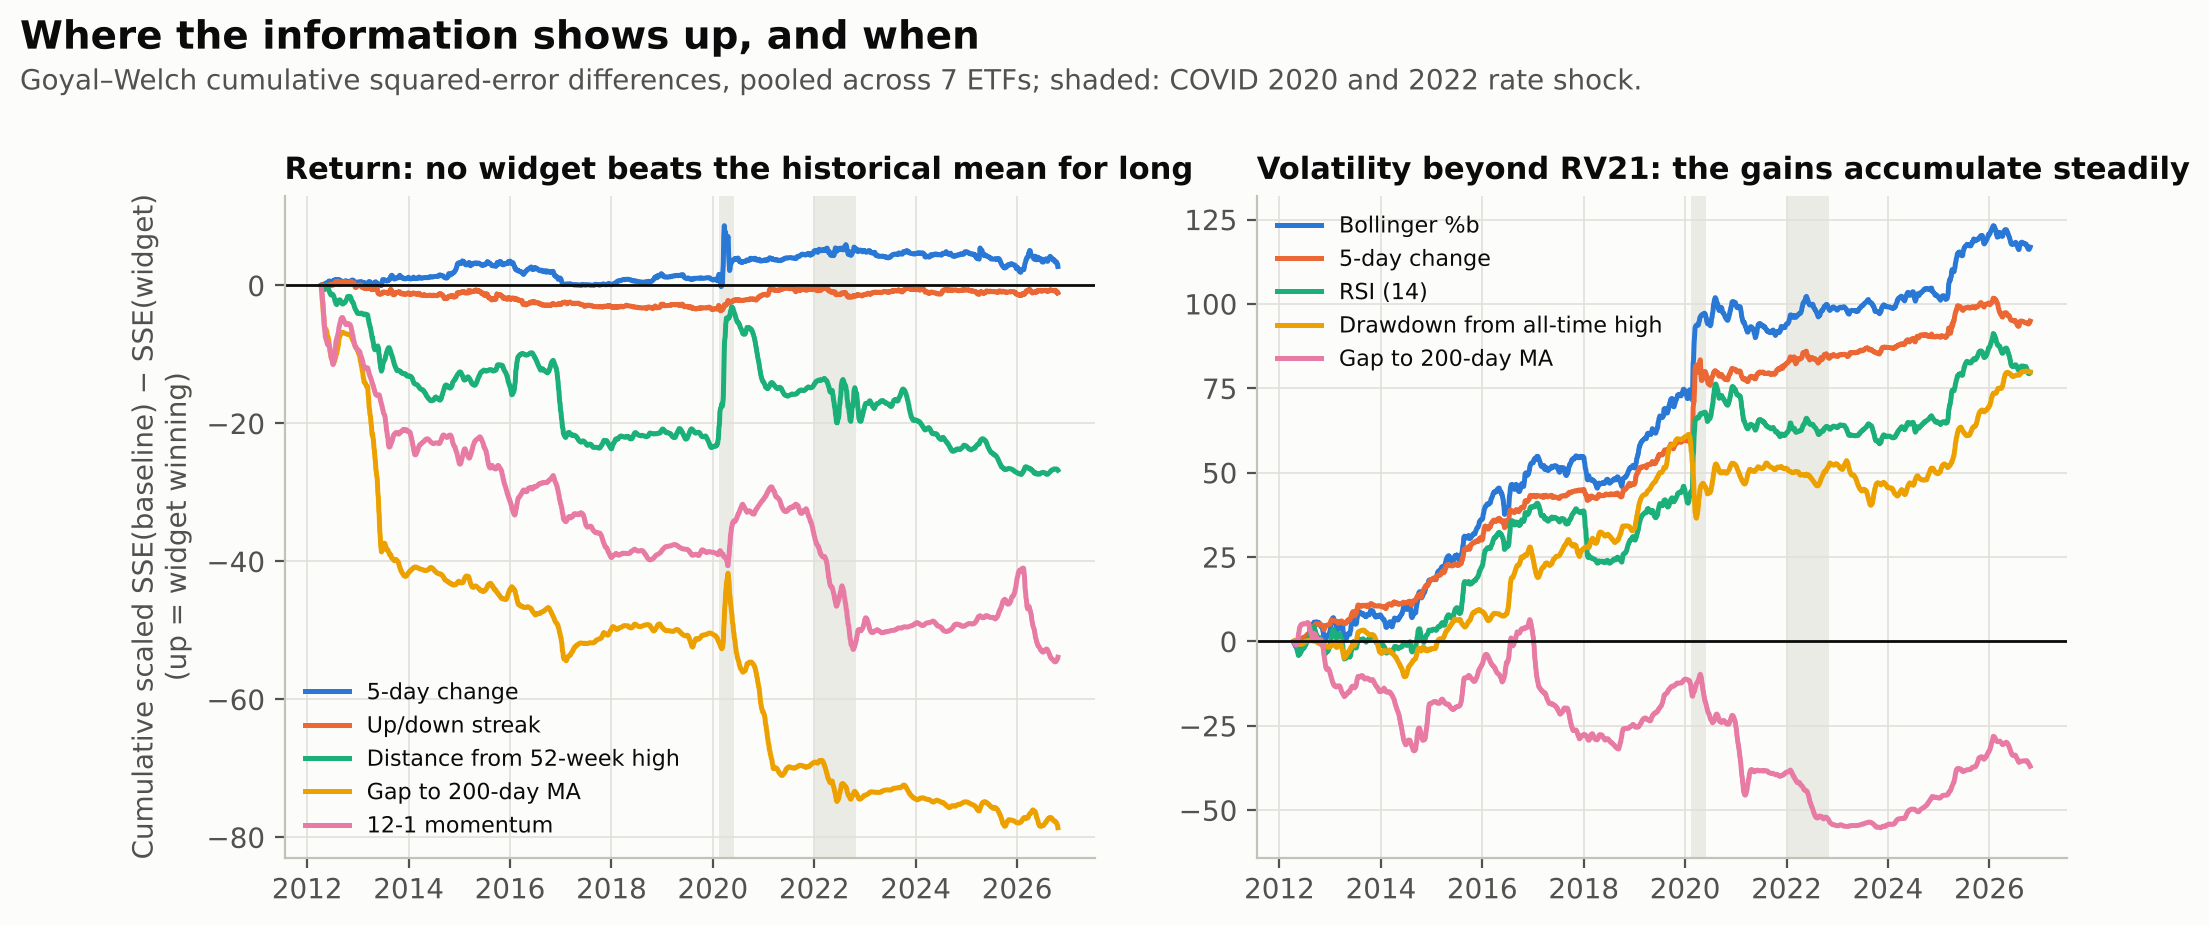 Where the information shows up, and when
Goyal–Welch cumulative squared-error differences, pooled across 7 ETFs; shaded: COVID 2020 and 2022 rate shock.
Return: no widget beats the historical mean for long
Cumulative scaled SSE(baseline) − SSE(widget)
(up = widget winning)
0
−20
−40
−60
−80
5-day change
Up/down streak
Distance from 52-week high
Gap to 200-day MA
12-1 momentum
2012 2014 2016 2018 2020 2022 2024 2026
Volatility beyond RV21: the gains accumulate steadily
125
100
75
50
25
0
−25
−50
Bollinger %b
5-day change
RSI (14)
Drawdown from all-time high
Gap to 200-day MA
2012 2014 2016 2018 2020 2022 2024 2026